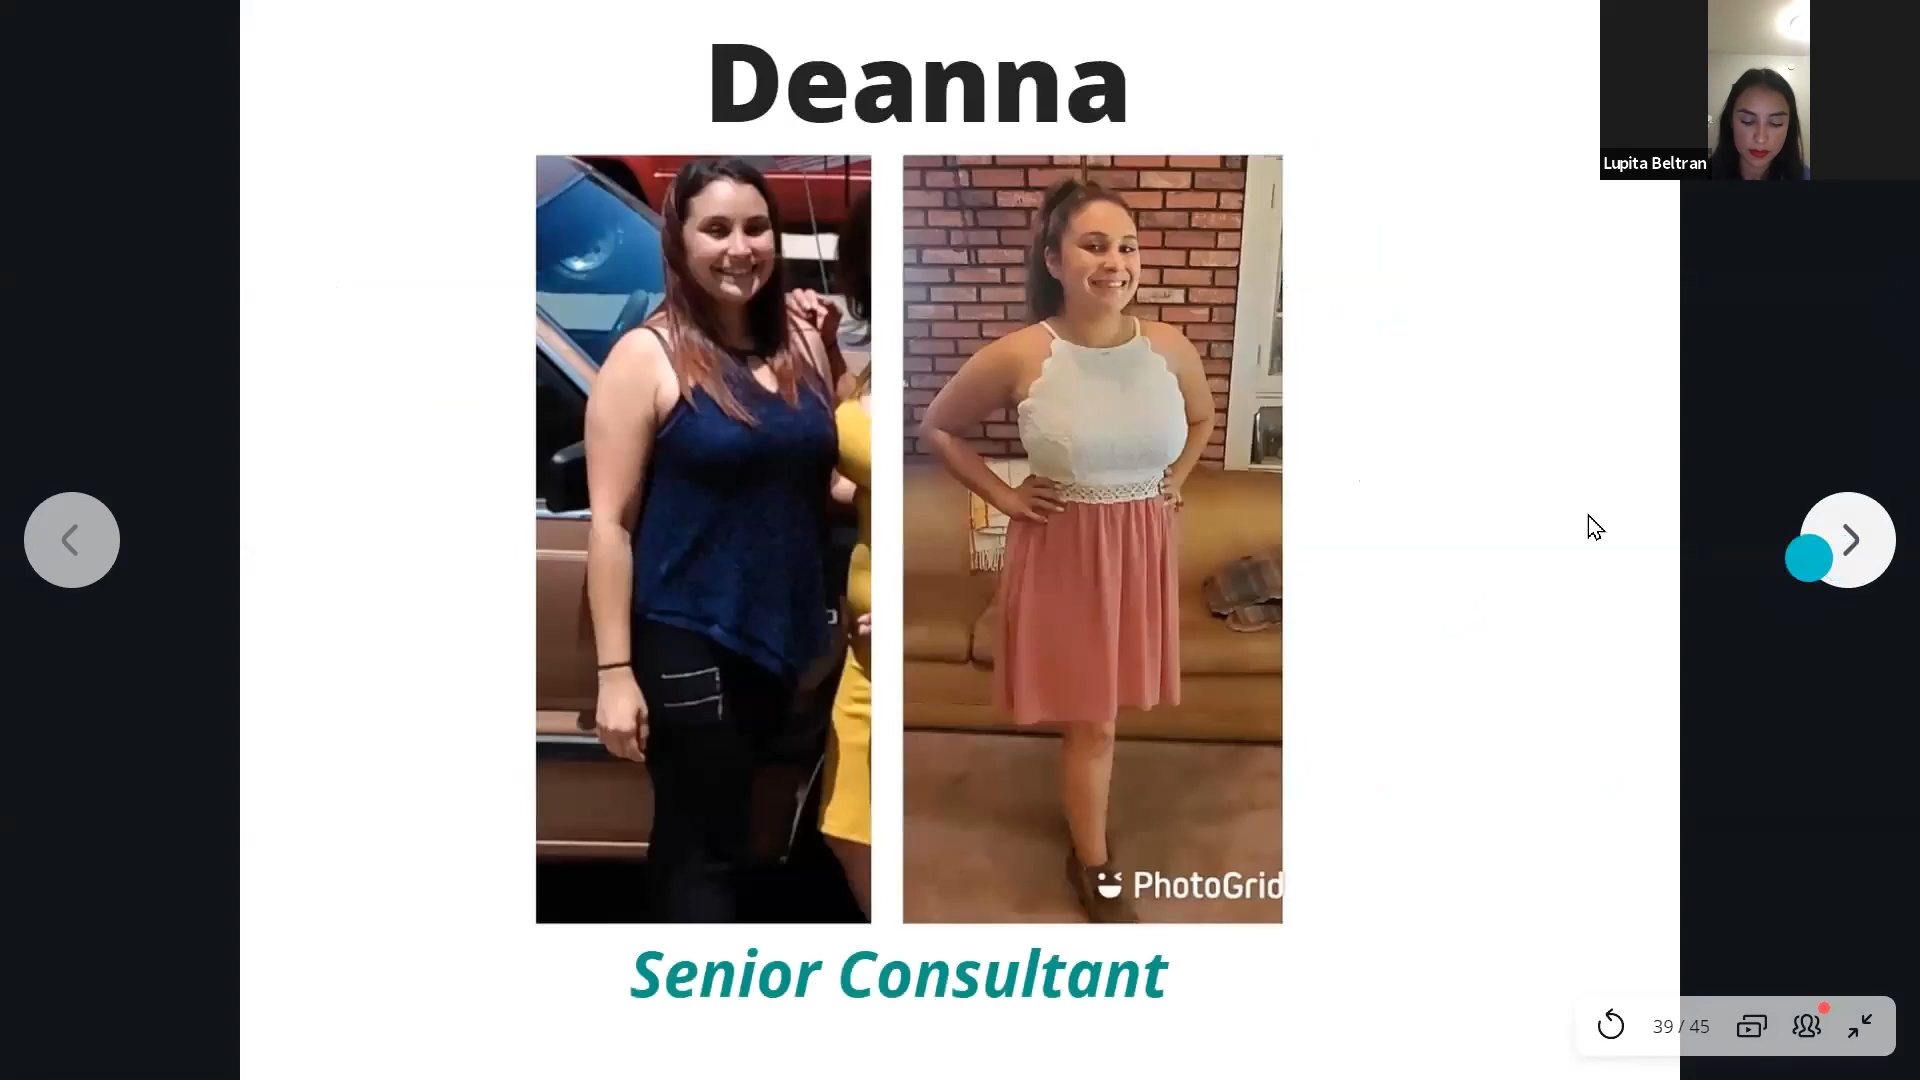 Deanna
Lupita Beltran
PhotoGrid
Senior Consultant
39 / 45